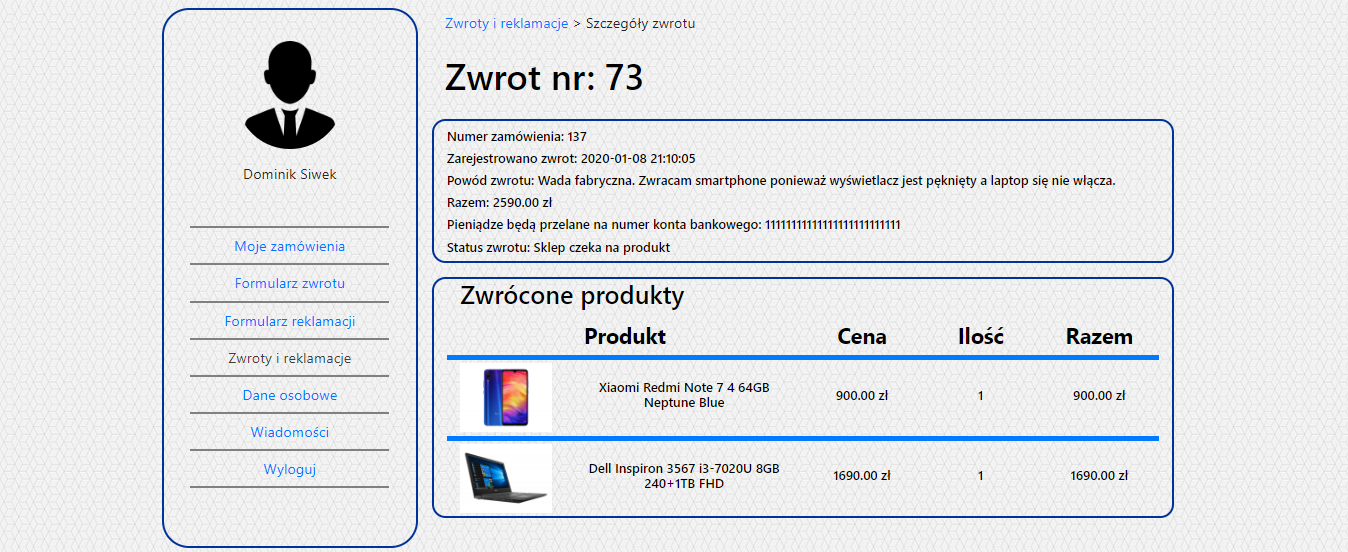 Dominik Siwek
Moje zamówienia
Formularz zwrotu
Formularz reklamacji
Zwroty i reklamacje
Dane osobowe
Wiadomości
Wyloguj
Zwroty i reklamacje > Szczegóły zwrotu
Zwrot nr: 73
Numer zamówienia: 137
Zarejestrowano zwrot: 2020-01-08 21:10:05
Powód zwrotu: Wada fabryczna. Zwracam smartphone ponieważ wyświetlacz jest pęknięty a laptop się nie włącza.
Razem: 2590.00 zł
Pieniądze będą przelane na numer konta bankowego: 11111111111111111111111111
Status zwrotu: Sklep czeka na produkt
Zwrócone produkty
Produkt Cena Ilość Razem
Xiaomi Redmi Note 7 4 64GB
Neptune Blue
900.00 zł 1 900.00 zł
Dell Inspiron 3567 i3-7020U 8GB
240+1TB FHD
1690.00 zł 1 1690.00 zł